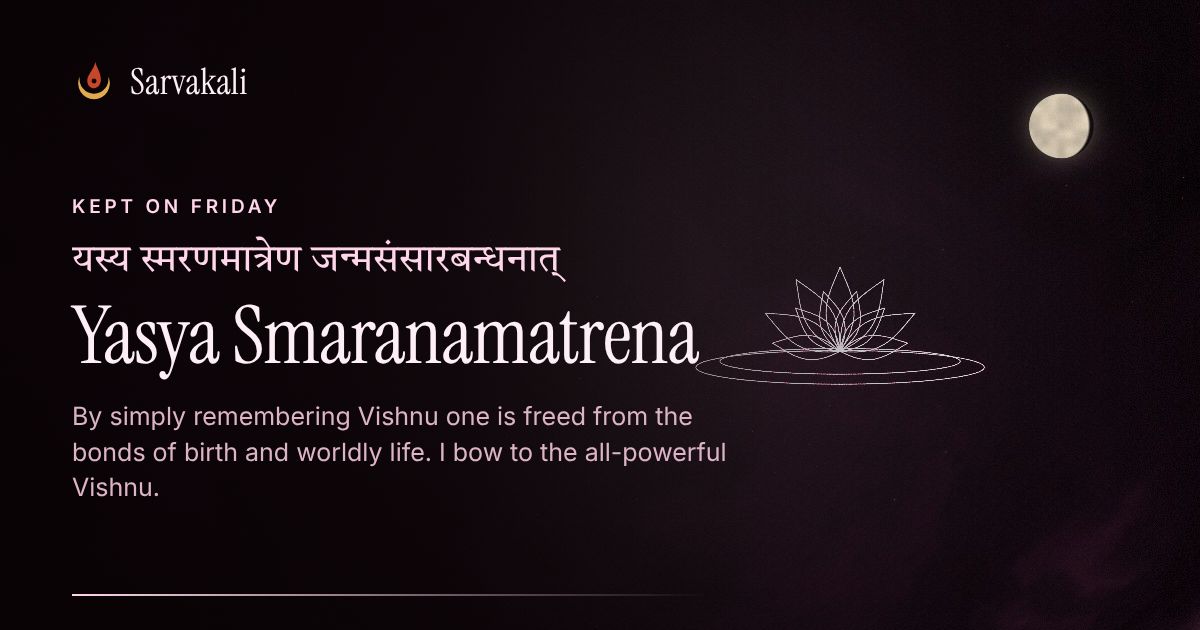 Sarvakali
KEPT ON FRIDAY
यस्य स्मरणमात्रेण जन्मसंसारबन्धनात्
Yasya Smaranamatrena
By simply remembering Vishnu one is freed from the
bonds of birth and worldly life. I bow to the all-powerful
Vishnu.